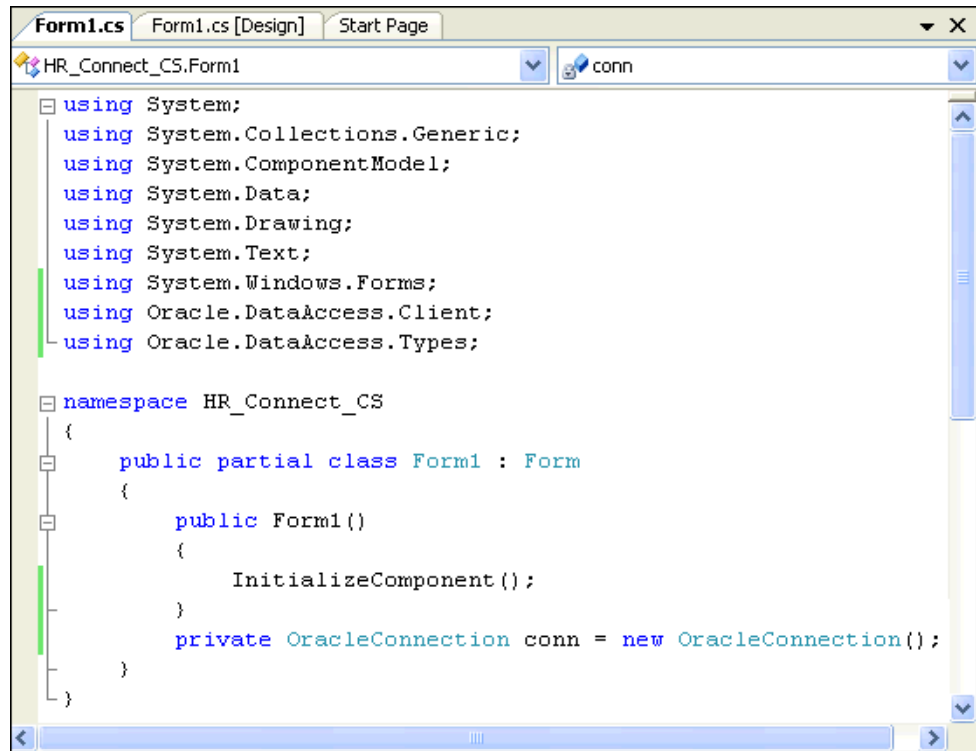 Form1.cs Form1.cs [Design] Start Page
HR_Connect_CS.Form1 conn
using System;
using System.Collections.Generic;
using System.ComponentModel;
using System.Data;
using System.Drawing;
using System.Text;
using System.Windows.Forms;
using Oracle.DataAccess.Client;
using Oracle.DataAccess.Types;
namespace HR_Connect_CS
{
public partial class Form1 : Form
{
public Form1()
{
InitializeComponent();
}
private OracleConnection conn = new OracleConnection();
}
}